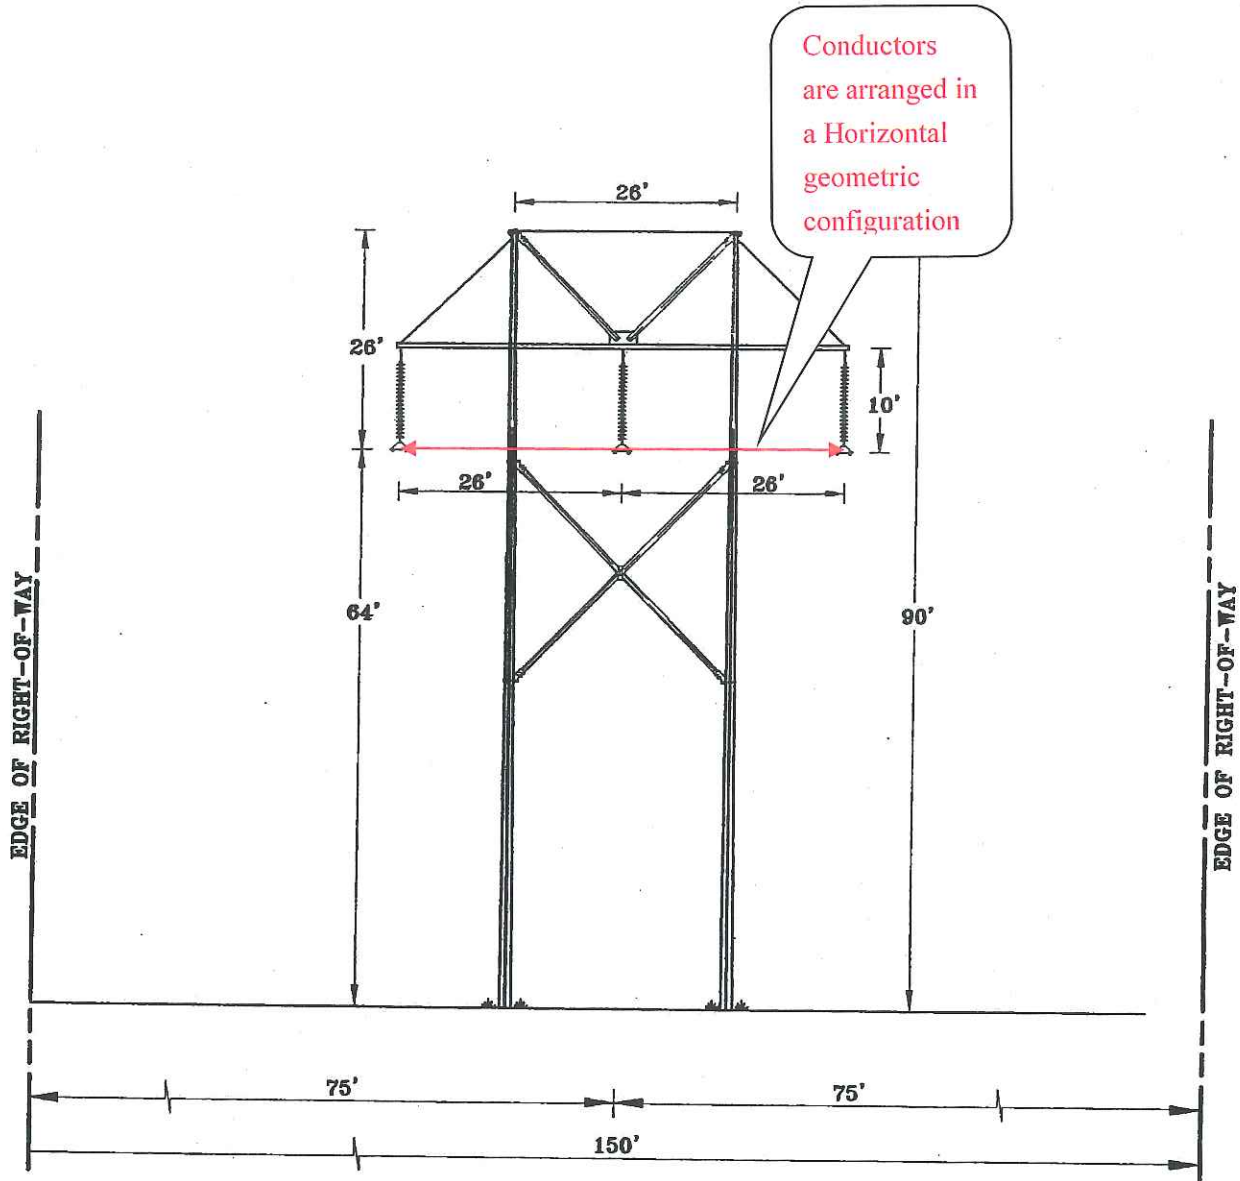 Conductors
are arranged in
a Horizontal
geometric
configuration
26'
26'
10'
26'
26'
64'
90'
EDGE OF RIGHT-OF-WAY
EDGE OF RIGHT-OF-WAY
75'
75'
150'